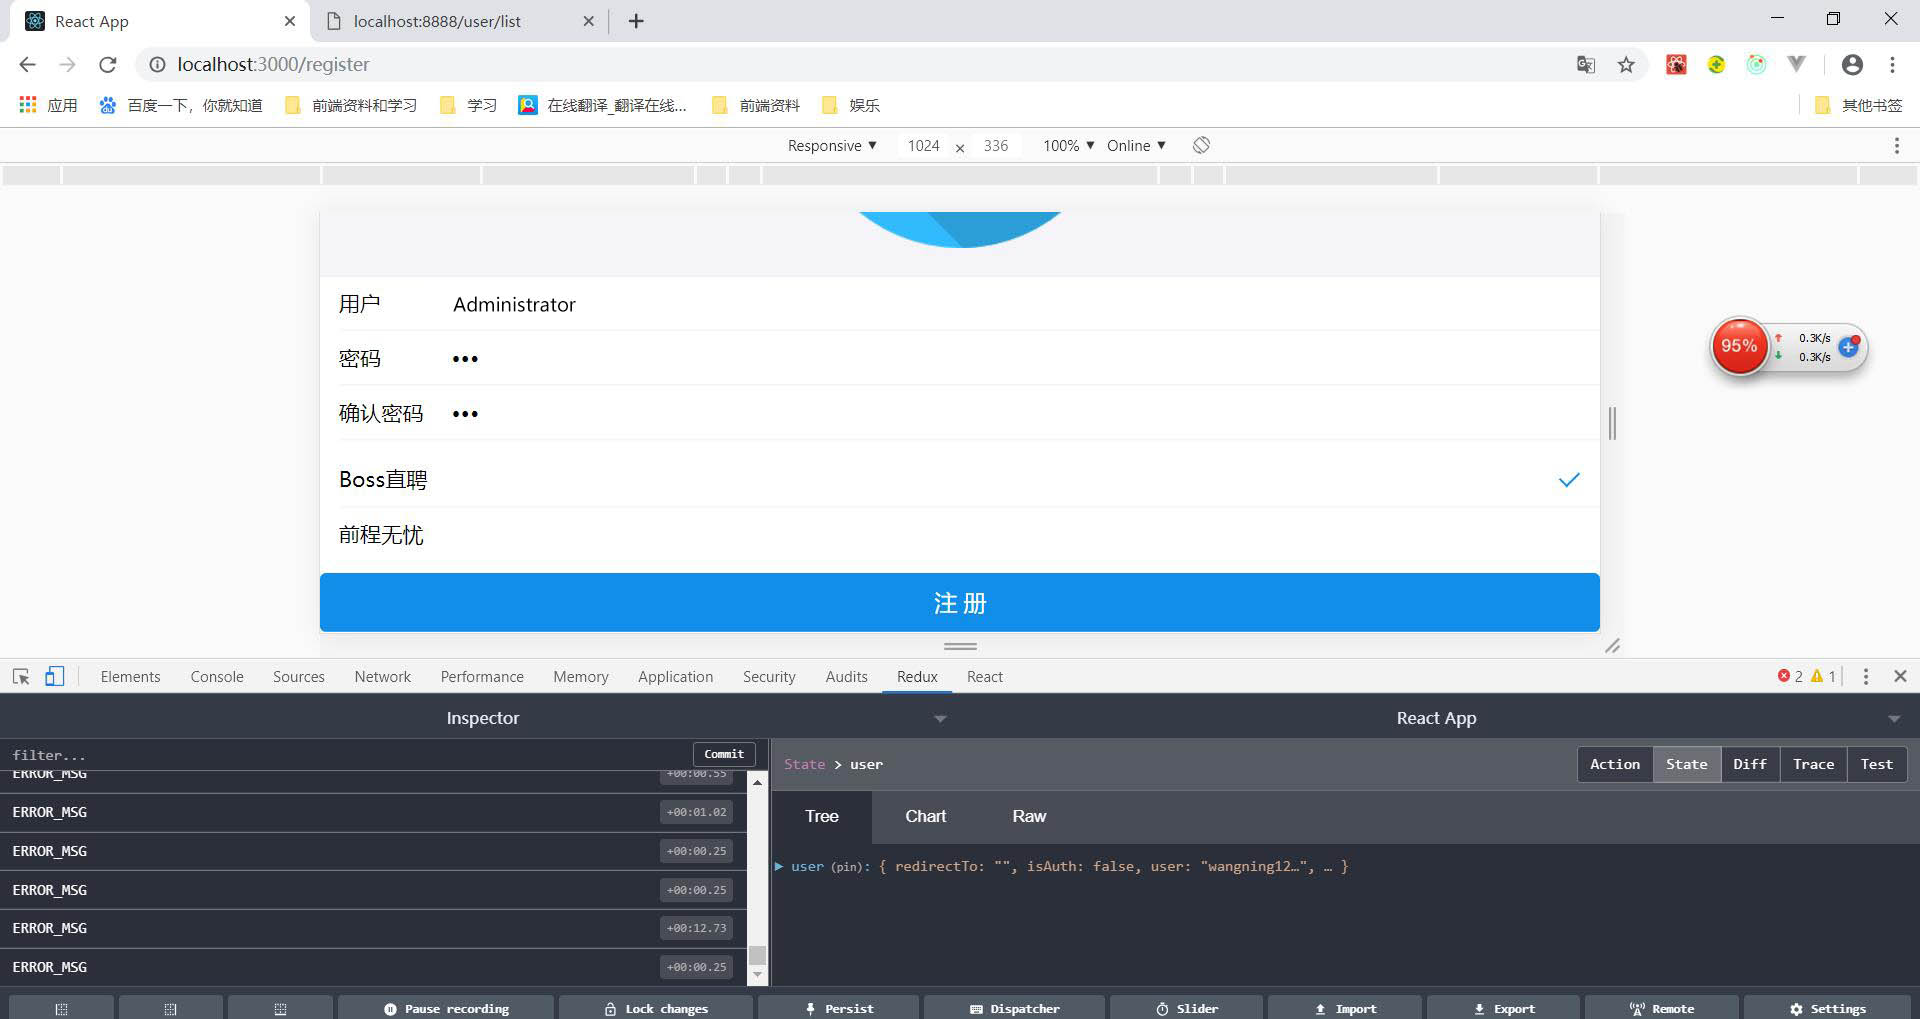 React App
localhost:8888/user/list
localhost:3000/register
应用
百度一下，你就知道
前端资料和学习
学习
在线翻译_翻译在线...
前端资料
娱乐
其他书签
Responsive ▼
1024 × 336
100% ▼
Online ▼
用户 Administrator
密码 •••
确认密码 •••
Boss直聘
前程无忧
注册
95%
0.3K/s
0.3K/s
Elements Console Sources Network Performance Memory Application Security Audits Redux React
2 1
Inspector
React App
filter...
Commit
ERROR_MSG +00:00.55
ERROR_MSG +00:01.02
ERROR_MSG +00:00.25
ERROR_MSG +00:00.25
ERROR_MSG +00:12.73
ERROR_MSG +00:00.25
State > user
Action State Diff Trace Test
Tree Chart Raw
user (pin): { redirectTo: "", isAuth: false, user: "wangning12…", … }
Pause recording Lock changes Persist Dispatcher Slider Import Export Remote Settings